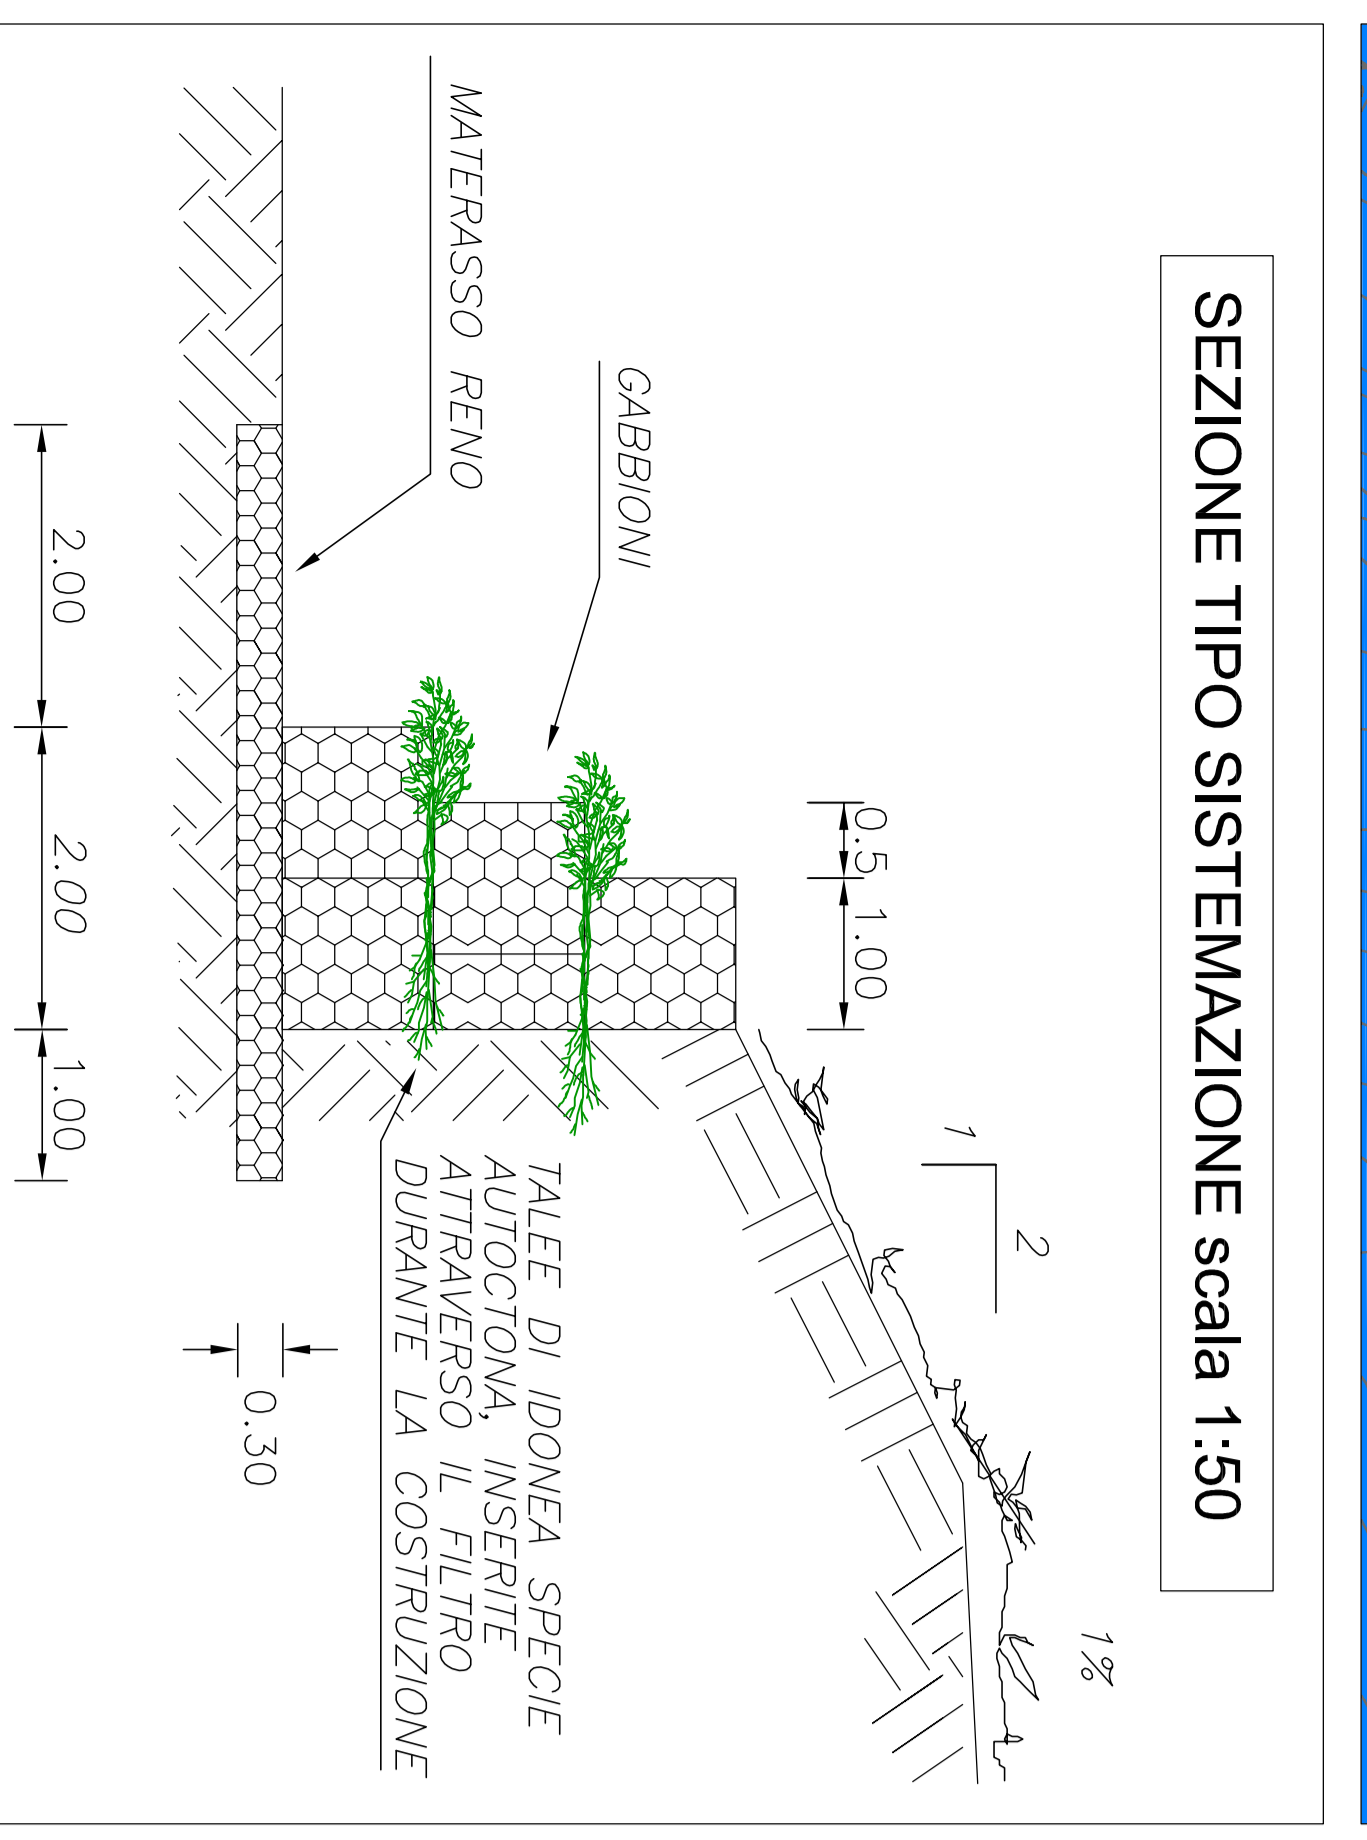 SEZIONE TIPO SISTEMAZIONE scala 1:50
1%
2
1
0.5
1.00
GABBIONI
MATERASSO RENO
TALEE DI IDONEA SPECIE
AUTOCTONA, INSERITE
ATTRAVERSO IL FILTRO
DURANTE LA COSTRUZIONE
0.30
2.00
2.00
1.00